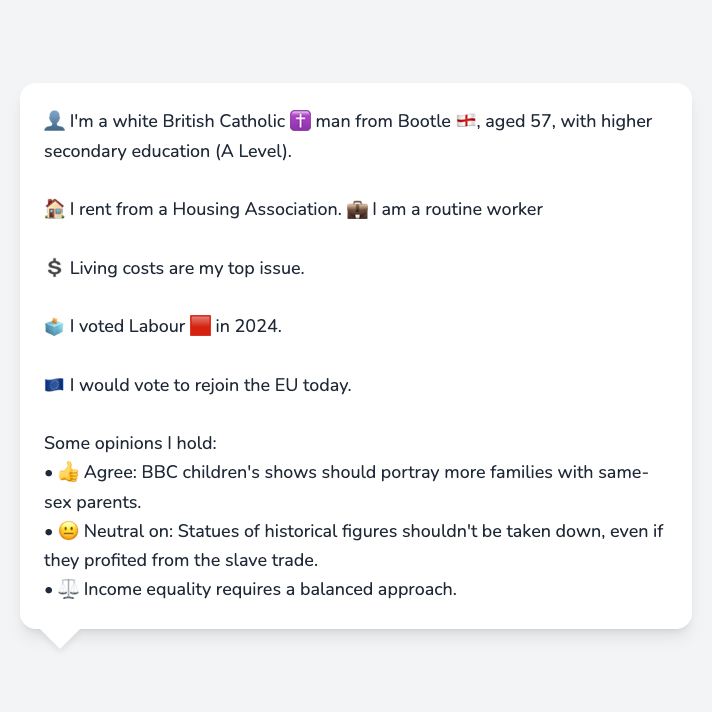 👤 I'm a white British Catholic ✝️ man from Bootle 🏴󠁧󠁢󠁥󠁮󠁧󠁿, aged 57, with higher
secondary education (A Level).
🏠 I rent from a Housing Association. 💼 I am a routine worker
💲 Living costs are my top issue.
🗳️ I voted Labour 🟥 in 2024.
🇪🇺 I would vote to rejoin the EU today.
Some opinions I hold:
• 👍 Agree: BBC children's shows should portray more families with same-
sex parents.
• 😐 Neutral on: Statues of historical figures shouldn't be taken down, even if
they profited from the slave trade.
• ⚖️ Income equality requires a balanced approach.